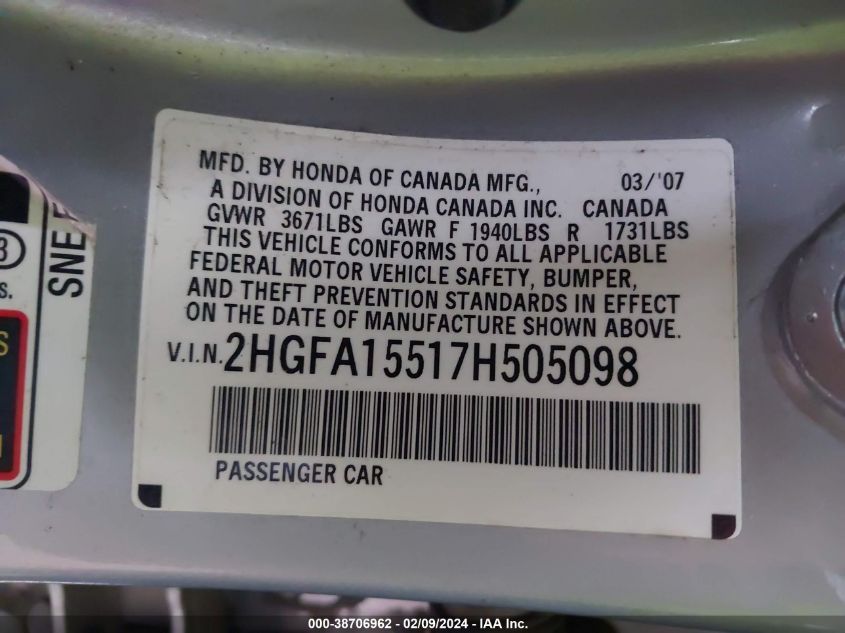 MFD. BY HONDA OF CANADA MFG., 03/'07
A DIVISION OF HONDA CANADA INC. CANADA
GVWR 3671LBS GAWR F 1940LBS R 1731LBS
THIS VEHICLE CONFORMS TO ALL APPLICABLE
FEDERAL MOTOR VEHICLE SAFETY, BUMPER,
AND THEFT PREVENTION STANDARDS IN EFFECT
ON THE DATE OF MANUFACTURE SHOWN ABOVE.
V.I.N. 2HGFA15517H505098
PASSENGER CAR
SNE
000-38706962 - 02/09/2024 - IAA Holdings, LLC.